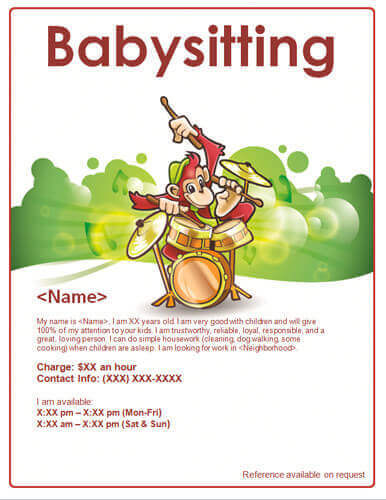 Babysitting
<Name>
My name is <Name>, I am XX years old. I am very good with children and will give
100% of my attention to your kids. I am trustworthy, reliable, loyal, responsible, and a
great, loving person. I can do simple housework (cleaning, dog walking, some
cooking) when children are asleep. I am looking for work in <Neighborhood>.
Charge: $XX an hour
Contact Info: (XXX) XXX-XXXX
I am available:
X:XX pm – X:XX pm (Mon-Fri)
X:XX am – X:XX pm (Sat & Sun)
Reference available on request